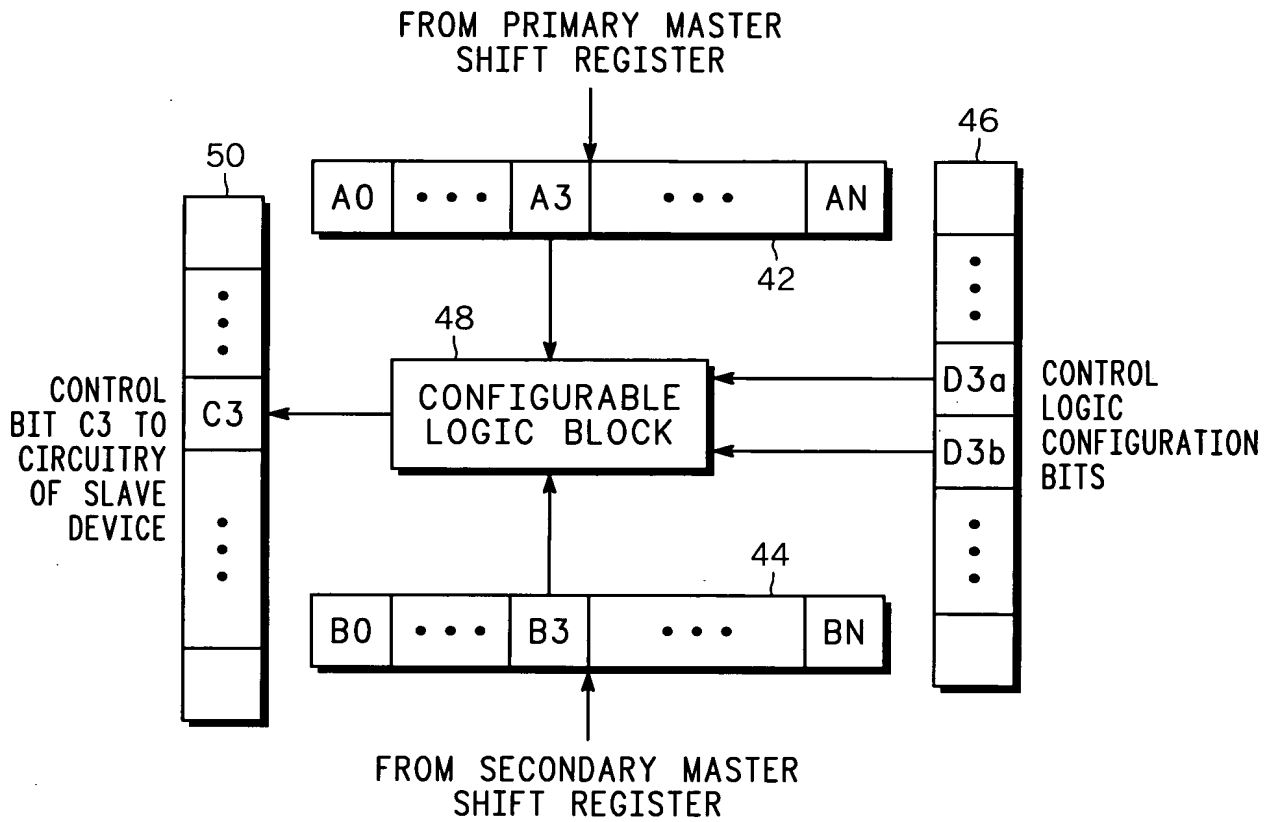 FROM PRIMARY MASTER
SHIFT REGISTER
50
46
A0 ••• A3 ••• AN
42
48
CONFIGURABLE
LOGIC BLOCK
D3a
D3b
CONTROL
LOGIC
CONFIGURATION
BITS
C3
CONTROL
BIT C3 TO
CIRCUITRY
OF SLAVE
DEVICE
44
B0 ••• B3 ••• BN
FROM SECONDARY MASTER
SHIFT REGISTER